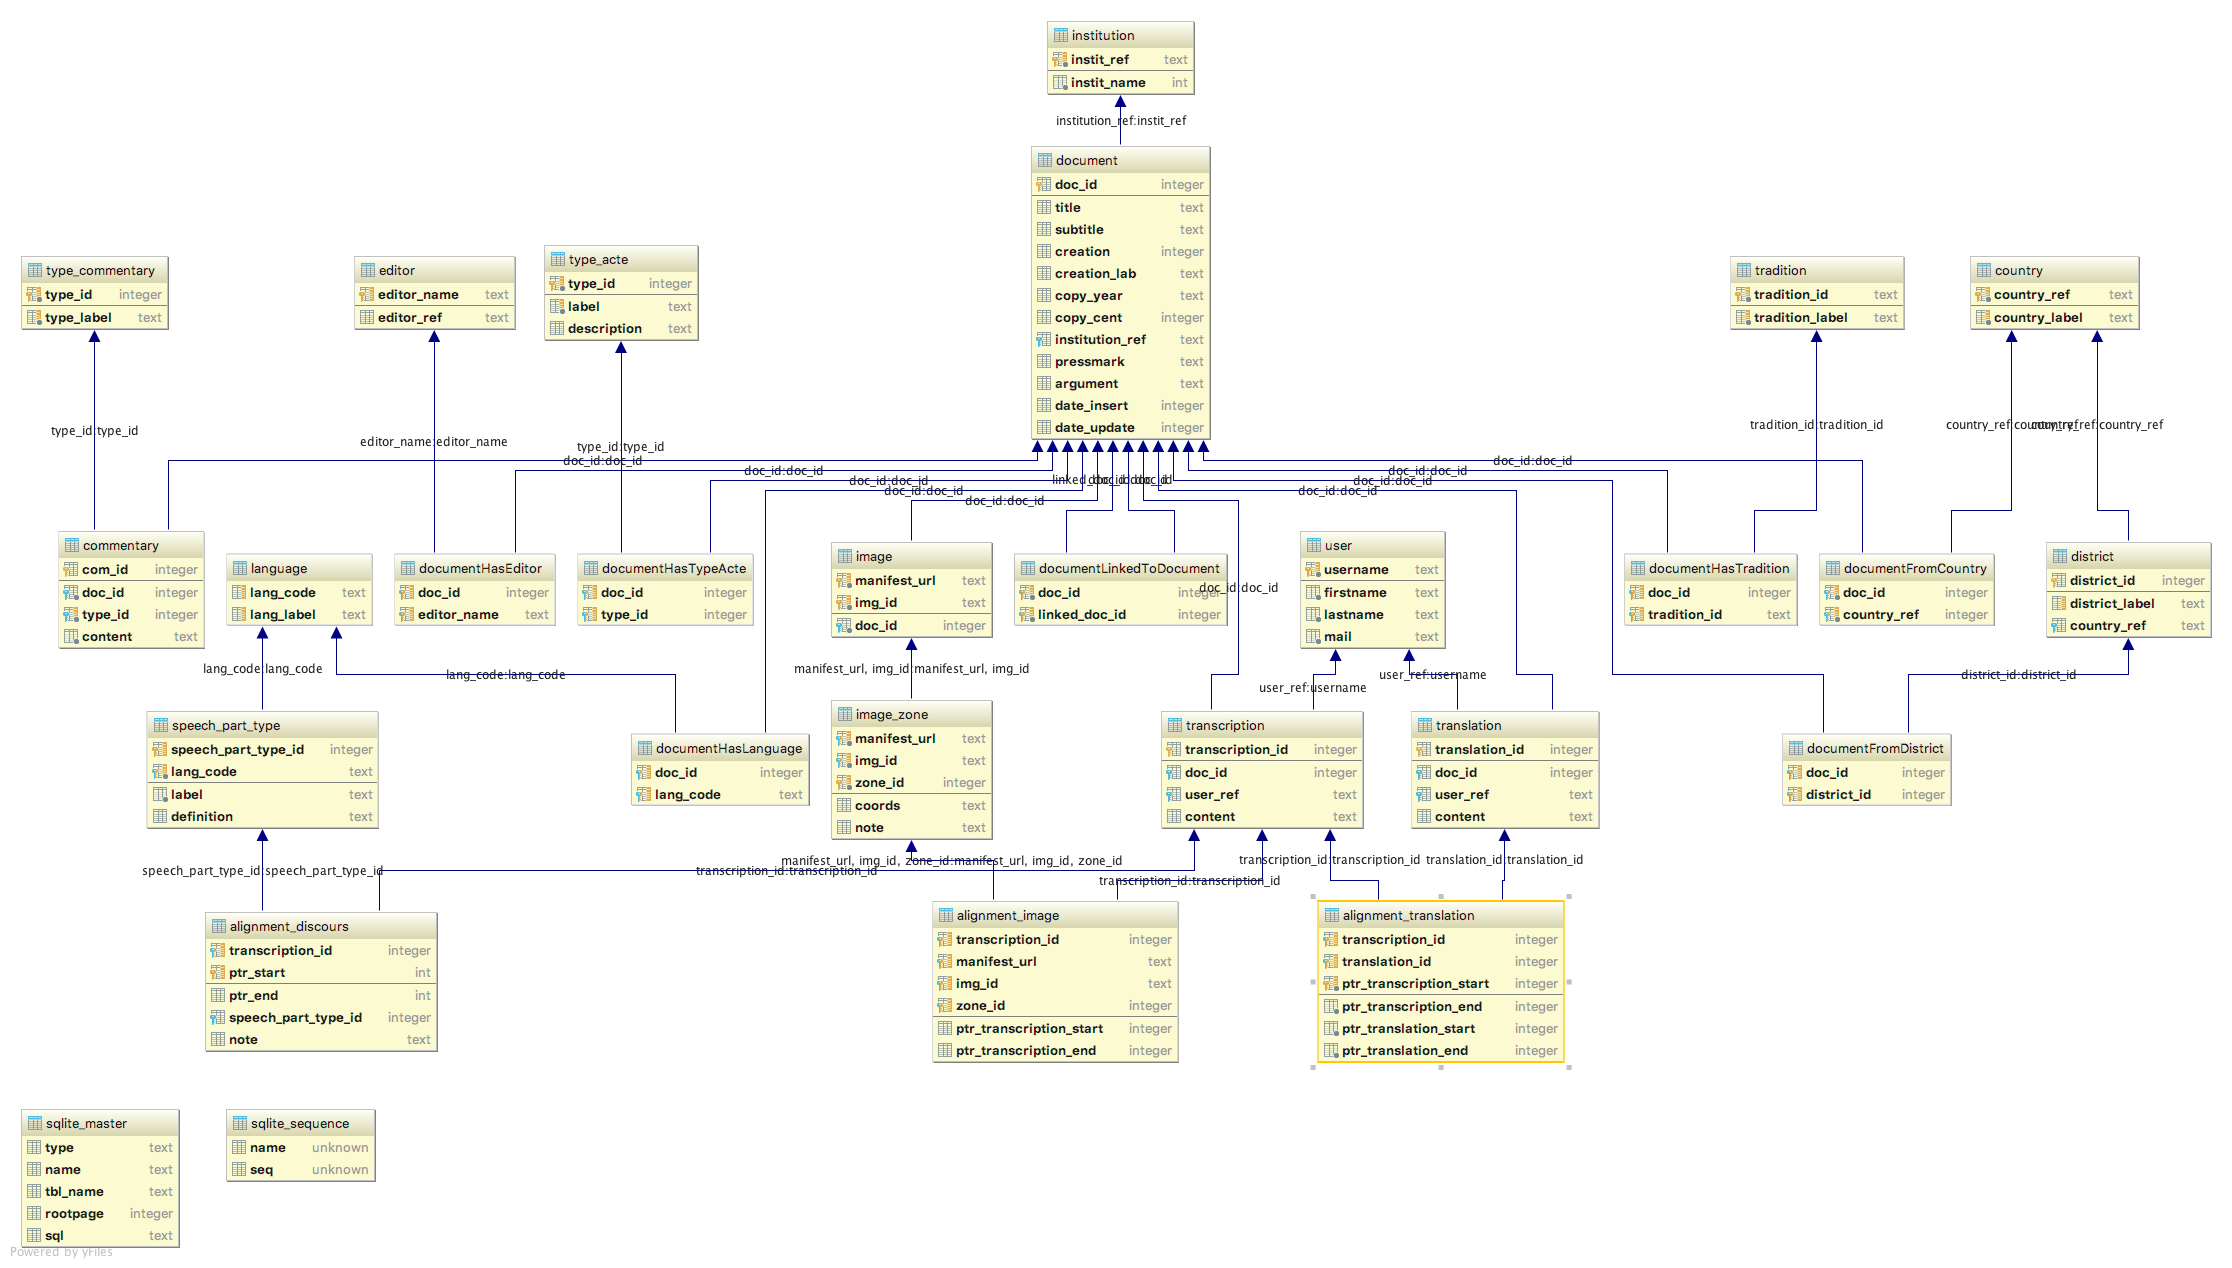 institution
instit_ref text
instit_name int
institution_ref:instit_ref
document
doc_id integer
title text
subtitle text
creation integer
creation_lab text
copy_year text
copy_cent integer
institution_ref text
pressmark text
argument text
date_insert integer
date_update integer
type_commentary
type_id integer
type_label text
editor
editor_name text
editor_ref text
type_acte
type_id integer
label text
description text
tradition
tradition_id text
tradition_label text
country
country_ref text
country_label text
type_id:type_id
editor_name:editor_name
type_id:type_id
tradition_id:tradition_id
country_ref:country_ref
country_ref:country_ref
doc_id:doc_id
doc_id:doc_id
doc_id:doc_id
doc_id:doc_id
doc_id:doc_id
linked_doc_id:doc_id
doc_id:doc_id
doc_id:doc_id
doc_id:doc_id
doc_id:doc_id
doc_id:doc_id
doc_id:doc_id
commentary
com_id integer
doc_id integer
type_id integer
content text
language
lang_code text
lang_label text
documentHasEditor
doc_id integer
editor_name text
documentHasTypeActe
doc_id integer
type_id integer
image
manifest_url text
img_id text
doc_id integer
documentLinkedToDocument
doc_id integer
linked_doc_id integer
user
username text
firstname text
lastname text
mail text
documentHasTradition
doc_id integer
tradition_id text
documentFromCountry
doc_id integer
country_ref integer
district
district_id integer
district_label text
country_ref text
lang_code:lang_code
lang_code:lang_code
manifest_url, img_id:manifest_url, img_id
user_ref:username
user_ref:username
district_id:district_id
speech_part_type
speech_part_type_id integer
lang_code text
label text
definition text
documentHasLanguage
doc_id integer
lang_code text
image_zone
manifest_url text
img_id text
zone_id integer
coords text
note text
transcription
transcription_id integer
doc_id integer
user_ref text
content text
translation
translation_id integer
doc_id integer
user_ref text
content text
documentFromDistrict
doc_id integer
district_id integer
speech_part_type_id:speech_part_type_id
transcription_id:transcription_id
manifest_url, img_id, zone_id:manifest_url, img_id, zone_id
transcription_id:transcription_id
transcription_id:transcription_id
translation_id:translation_id
alignment_discours
transcription_id integer
ptr_start int
ptr_end int
speech_part_type_id integer
note text
alignment_image
transcription_id integer
manifest_url text
img_id text
zone_id integer
ptr_transcription_start integer
ptr_transcription_end integer
alignment_translation
transcription_id integer
translation_id integer
ptr_transcription_start integer
ptr_transcription_end integer
ptr_translation_start integer
ptr_translation_end integer
sqlite_master
type text
name text
tbl_name text
rootpage integer
sql text
sqlite_sequence
name unknown
seq unknown
Powered by yFiles